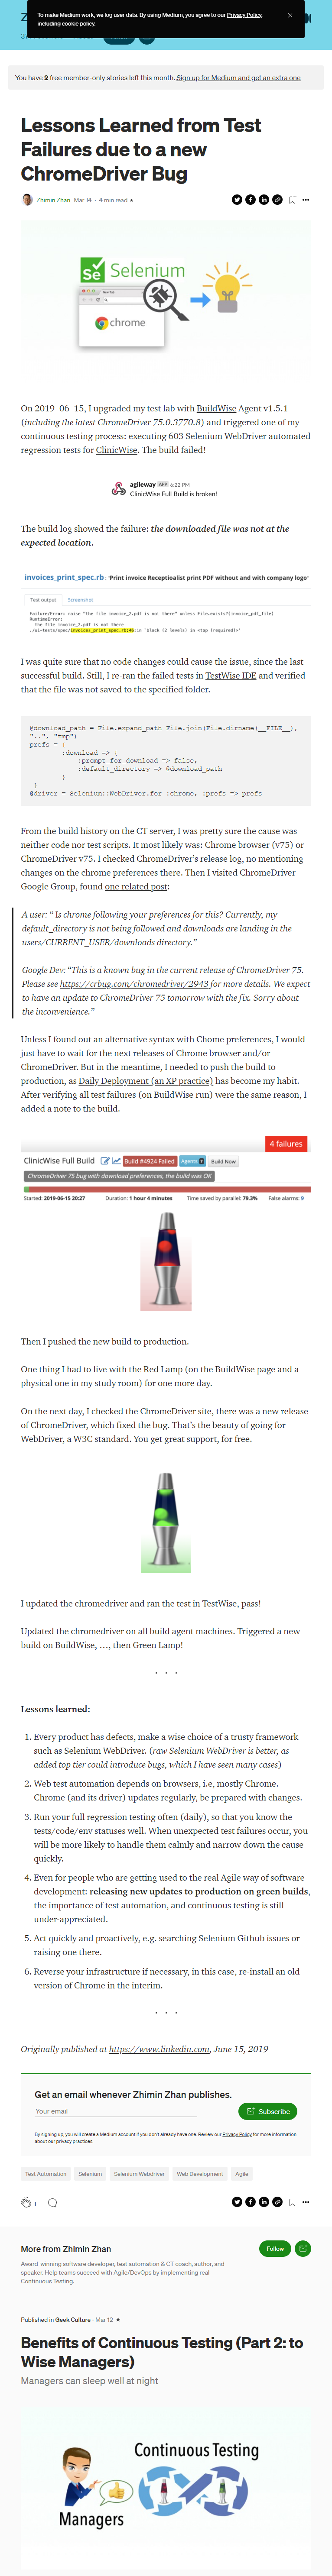 To make Medium work, we log user data. By using Medium, you agree to our Privacy Policy,
including cookie policy.
You have 2 free member-only stories left this month. Sign up for Medium and get an extra one
Lessons Learned from Test
Failures due to a new
ChromeDriver Bug
Zhimin Zhan Mar 14 · 4 min read
Se Selenium
chrome
On 2019–06–15, I upgraded my test lab with BuildWise Agent v1.5.1
(including the latest ChromeDriver 75.0.3770.8) and triggered one of my
continuous testing process: executing 603 Selenium WebDriver automated
regression tests for ClinicWise. The build failed!
agileway APP 6:22 PM
ClinicWise Full Build is broken!
The build log showed the failure: the downloaded file was not at the
expected location.
invoices_print_spec.rb "Print invoice Receptioalist print PDF without and with company logo"
Test output Screenshot
Failure/Error: raise "the file invoice_2.pdf is not there" unless File.exists?(invoice_pdf_file)
RuntimeError:
the file invoice_2.pdf is not there
./ui-tests/spec/invoices_print_spec.rb:46:in `block (2 levels) in <top (required)>'
I was quite sure that no code changes could cause the issue, since the last
successful build. Still, I re-ran the failed tests in TestWise IDE and verified
that the file was not saved to the specified folder.
@download_path = File.expand_path File.join(File.dirname(__FILE__),
"..", "tmp")
prefs = {
:download => {
:prompt_for_download => false,
:default_directory => @download_path
}
}
@driver = Selenium::WebDriver.for :chrome, :prefs => prefs
From the build history on the CT server, I was pretty sure the cause was
neither code nor test scripts. It most likely was: Chrome browser (v75) or
ChromeDriver v75. I checked ChromeDriver's release log, no mentioning
changes on the chrome preferences there. Then I visited ChromeDriver
Google Group, found one related post:
A user: " Is chrome following your preferences for this? Currently, my
default_directory is not being followed and downloads are landing in the
users/CURRENT_USER/downloads directory."
Google Dev: "This is a known bug in the current release of ChromeDriver 75.
Please see https://crbug.com/chromedriver/2943 for more details. We expect
to have an update to ChromeDriver 75 tomorrow with the fix. Sorry about
the inconvenience."
Unless I found out an alternative syntax with Chome preferences, I would
just have to wait for the next releases of Chrome browser and/or
ChromeDriver. But in the meantime, I needed to push the build to
production, as Daily Deployment (an XP practice) has become my habit.
After verifying all test failures (on BuildWise run) were the same reason, I
added a note to the build.
4 failures
ClinicWise Full Build Build #4924 Failed Agents 7 Build Now
ChromeDriver 75 bug with download preferences, the build was OK
Started: 2019-06-15 20:27 Duration: 1 hour 4 minutes Time saved by parallel: 79.3% False alarms: 9
Then I pushed the new build to production.
One thing I had to live with the Red Lamp (on the BuildWise page and a
physical one in my study room) for one more day.
On the next day, I checked the ChromeDriver site, there was a new release
of ChromeDriver, which fixed the bug. That's the beauty of going for
WebDriver, a W3C standard. You get great support, for free.
I updated the chromedriver and ran the test in TestWise, pass!
Updated the chromedriver on all build agent machines. Triggered a new
build on BuildWise, …, then Green Lamp!
· · ·
Lessons learned:
1. Every product has defects, make a wise choice of a trusty framework
such as Selenium WebDriver. (raw Selenium WebDriver is better, as
added top tier could introduce bugs, which I have seen many cases)
2. Web test automation depends on browsers, i.e, mostly Chrome.
Chrome (and its driver) updates regularly, be prepared with changes.
3. Run your full regression testing often (daily), so that you know the
tests/code/env statuses well. When unexpected test failures occur, you
will be more likely to handle them calmly and narrow down the cause
quickly.
4. Even for people who are getting used to the real Agile way of software
development: releasing new updates to production on green builds,
the importance of test automation, and continuous testing is still
under-appreciated.
5. Act quickly and proactively, e.g. searching Selenium Github issues or
raising one there.
6. Reverse your infrastructure if necessary, in this case, re-install an old
version of Chrome in the interim.
· · ·
Originally published at https://www.linkedin.com, June 15, 2019
Get an email whenever Zhimin Zhan publishes.
Your email
Subscribe
By signing up, you will create a Medium account if you don't already have one. Review our Privacy Policy for more information
about our privacy practices.
Test Automation Selenium Selenium Webdriver Web Development Agile
1
More from Zhimin Zhan
Follow
Award-winning software developer, test automation & CT coach, author, and
speaker. Help teams succeed with Agile/DevOps by implementing real
Continuous Testing.
Published in Geek Culture · Mar 12
Benefits of Continuous Testing (Part 2: to
Wise Managers)
Managers can sleep well at night
Continuous Testing
Managers